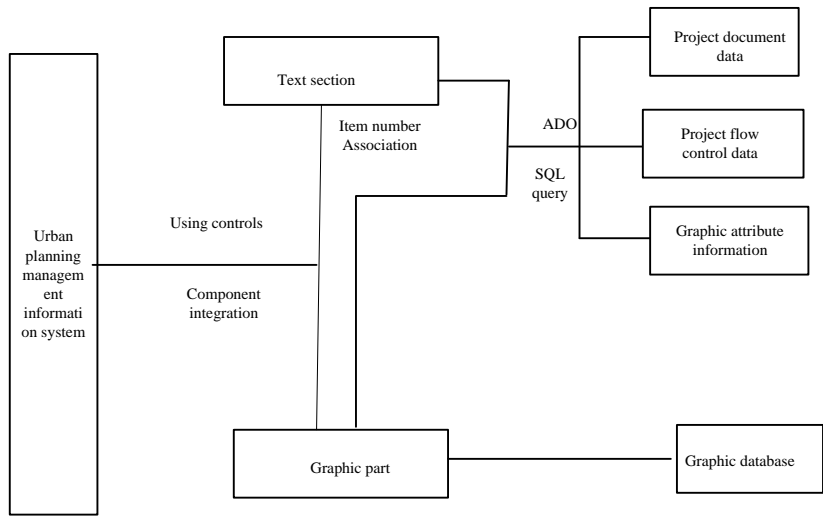 Project document
data
Text section
Item number
Association
ADO
Project flow
control data
SQL
query
Using controls
Graphic attribute
information
Urban
planning
managem
ent
informati
on system
Component
integration
Graphic part
Graphic database